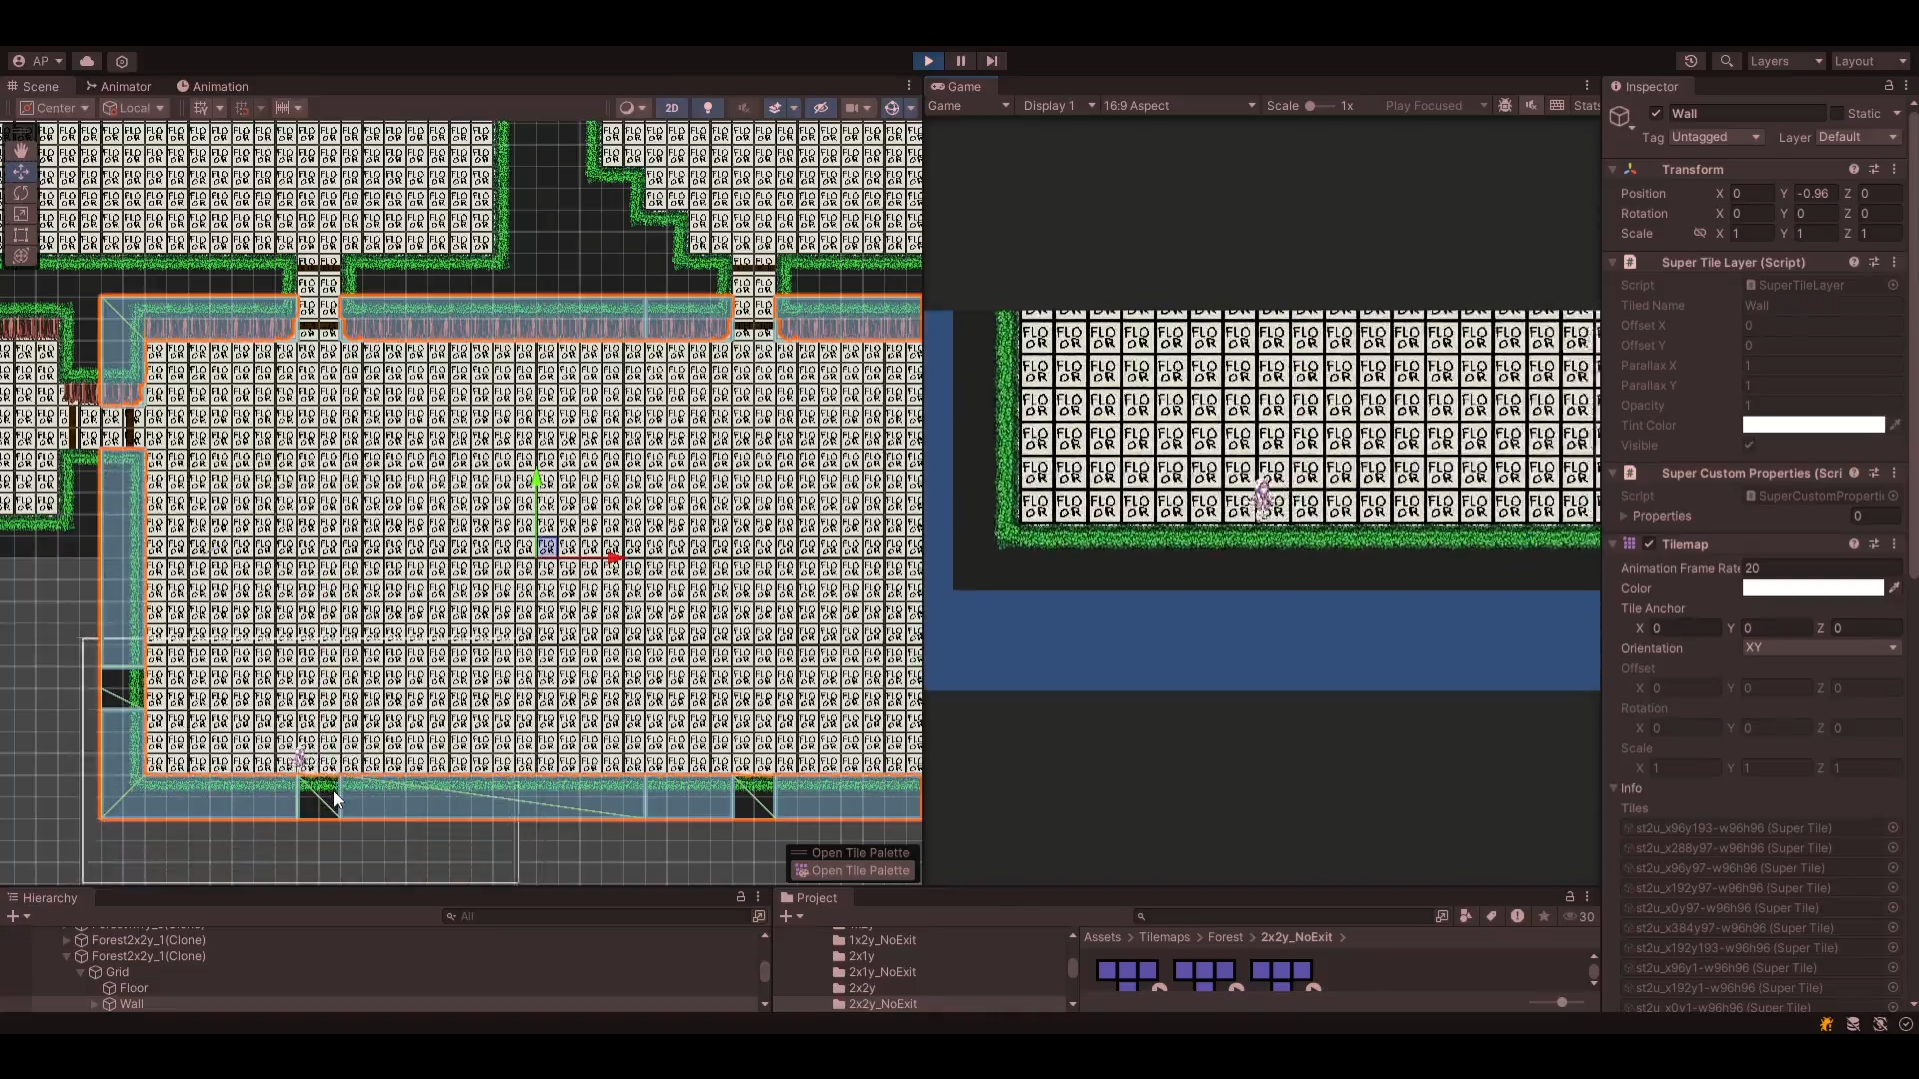 AP
Layers
Layout
Scene
Animator
Animation
Game
Inspector
Center
Local
2D
Game
Display 1
16:9 Aspect
Scale
1x
Play Focused
Stats
Wall
Static
Tag
Untagged
Layer
Default
Transform
Position X 0 Y -0.96 Z 0
Rotation X 0 Y 0 Z 0
Scale X 1 Y 1 Z 1
Super Tile Layer (Script)
Script SuperTileLayer
Tiled Name Wall
Offset X 0
Offset Y 0
Parallax X 1
Parallax Y 1
Opacity 1
Tint Color
Visible
Super Custom Properties (Scri
Script SuperCustomProperti
Properties 0
Tilemap
Animation Frame Rate 20
Color
Tile Anchor
X 0 Y 0 Z 0
Orientation XY
Offset
X 0 Y 0 Z 0
Rotation
X 0 Y 0 Z 0
Scale
X 1 Y 1 Z 1
Info
Tiles
st2u_x96y193-w96h96 (Super Tile)
st2u_x288y97-w96h96 (Super Tile)
st2u_x96y97-w96h96 (Super Tile)
st2u_x192y97-w96h96 (Super Tile)
st2u_x0y97-w96h96 (Super Tile)
st2u_x384y97-w96h96 (Super Tile)
st2u_x192y193-w96h96 (Super Tile)
st2u_x96y1-w96h96 (Super Tile)
st2u_x192y1-w96h96 (Super Tile)
st2u_x0y1-w96h96 (Super Tile)
FLO
OR
Open Tile Palette
Open Tile Palette
Hierarchy
All
Forest2x2y_1(Clone)
Forest2x2y_1(Clone)
Grid
Floor
Wall
Project
30
1x2y_NoExit
2x1y
2x1y_NoExit
2x2y
2x2y_NoExit
Assets > Tilemaps > Forest > 2x2y_NoExit >